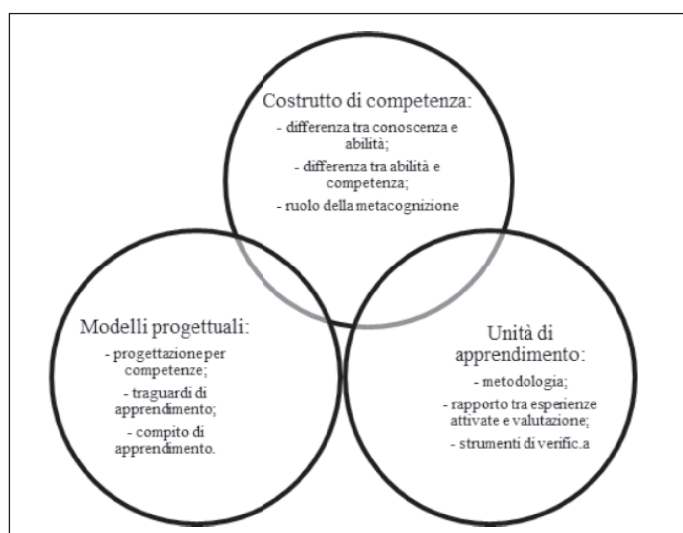 Costrutto di competenza:
- differenza tra conoscenza e
abilità;
- differenza tra abilità e
competenza;
- ruolo della metacognizione
Modelli progettuali:
- progettazione per
competenze;
- traguardi di
apprendimento;
- compito di
apprendimento.
Unità di
apprendimento:
- metodologia;
- rapporto tra esperienze
attivate e valutazione;
- strumenti di verific.a